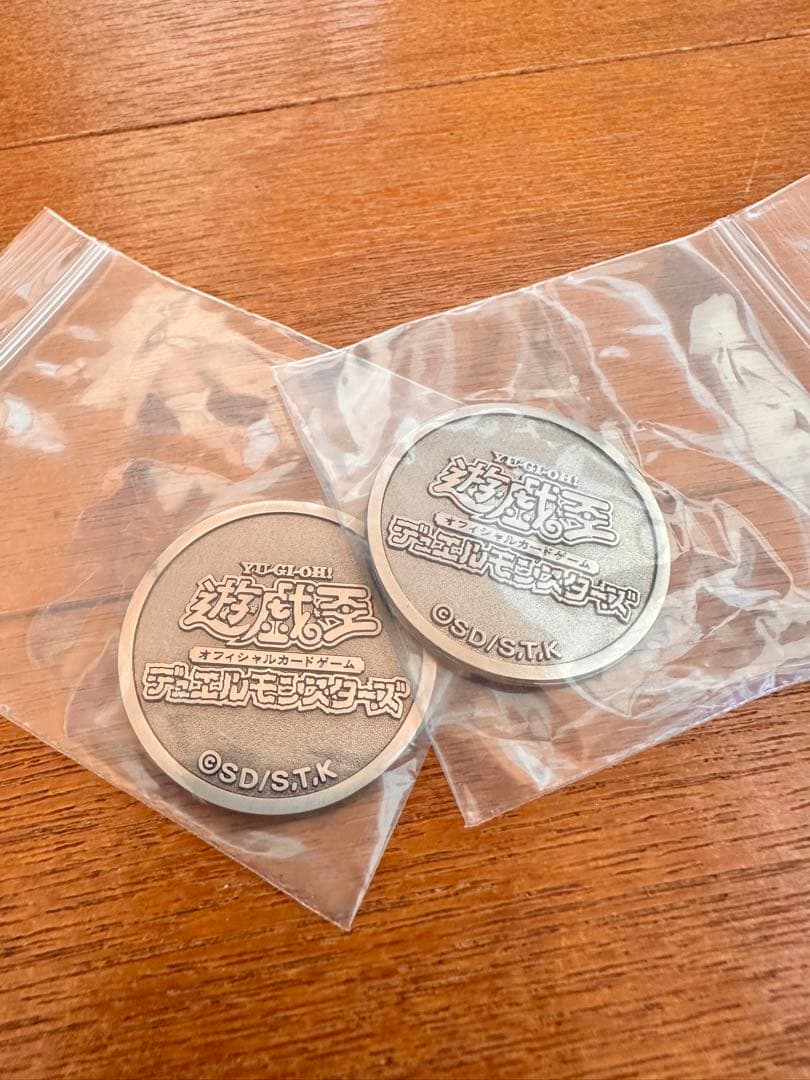 YU-GI-OH!
遊戯王
オフィシャルカードゲーム
デュエルモンスターズ
©SD/S,T,K
YU-GI-OH!
遊戯王
オフィシャルカードゲーム
デュエルモンスターズ
©SD/S,T,K